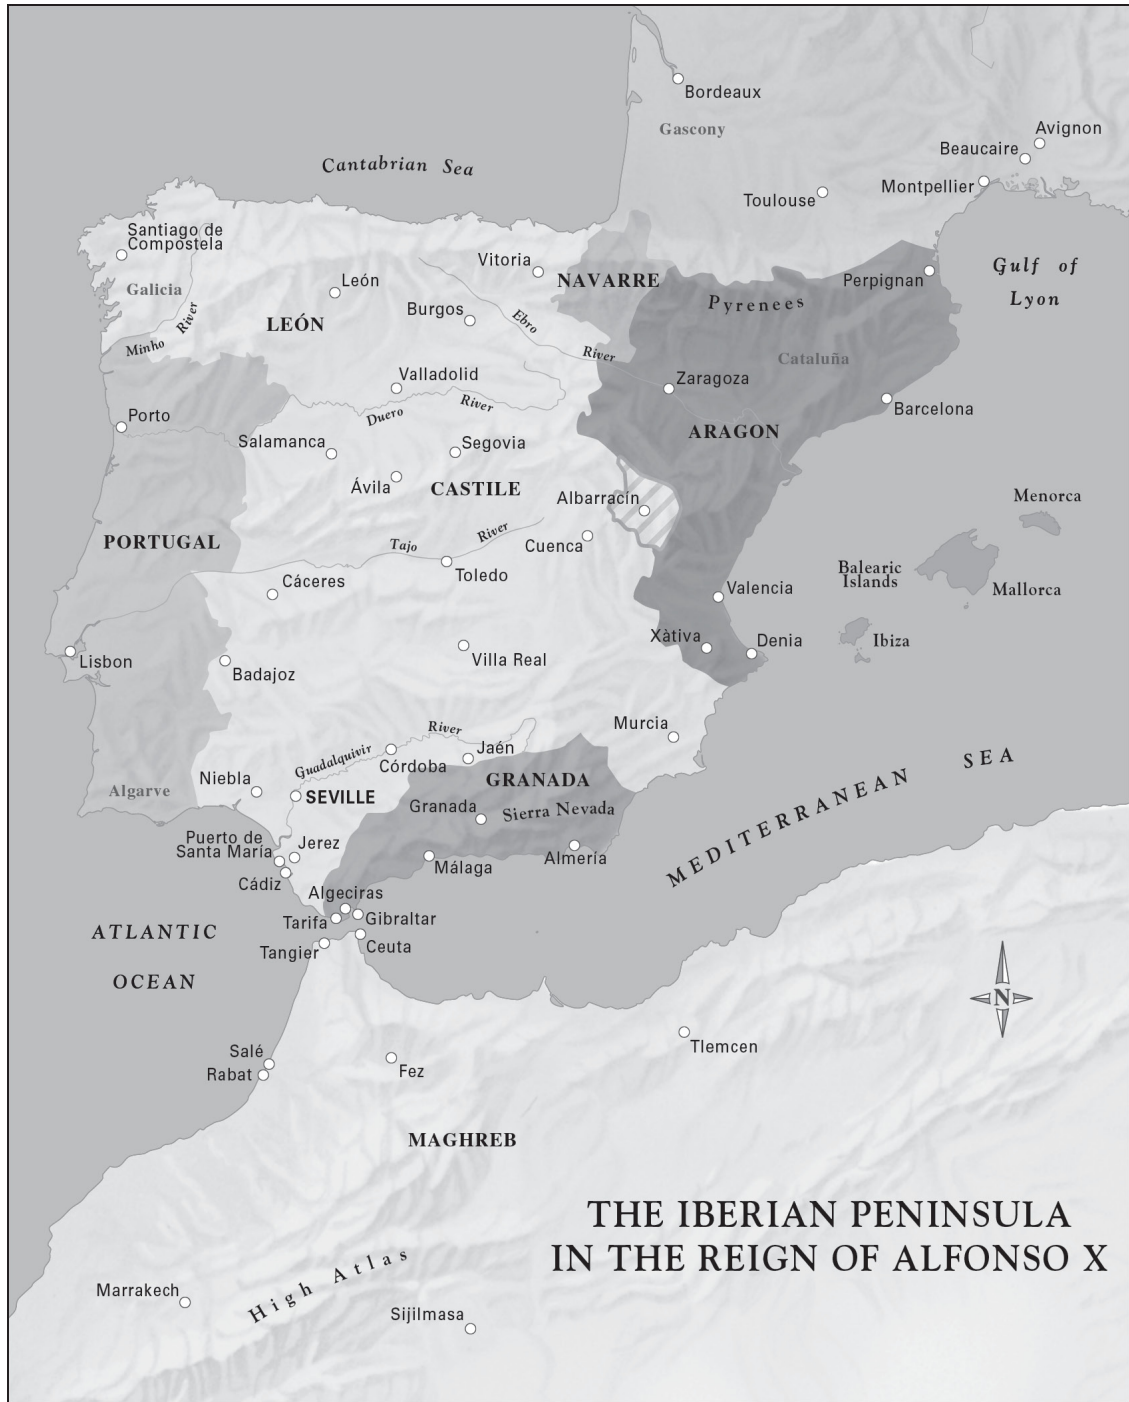 Bordeaux
Gascony
Avignon
Beaucaire
Montpellier
Toulouse
Cantabrian Sea
Santiago de
Compostela
Galicia
Minho River
León
LEÓN
Vitoria
Burgos
Ebro River
NAVARRE
Pyrenees
Perpignan
Gulf of
Lyon
Cataluña
Zaragoza
Barcelona
ARAGON
Valladolid
Duero River
Porto
Salamanca
Segovia
Ávila
CASTILE
Albarracín
Menorca
PORTUGAL
Tajo River
Cuenca
Toledo
Cáceres
Balearic
Islands
Mallorca
Valencia
Xàtiva
Denia
Ibiza
Lisbon
Badajoz
Villa Real
Murcia
Guadalquivir River
Jaén
Córdoba
GRANADA
Niebla
Algarve
SEVILLE
Granada
Sierra Nevada
MEDITERRANEAN SEA
Puerto de
Santa María
Jerez
Cádiz
Málaga
Almería
Algeciras
Tarifa
Gibraltar
Tangier
Ceuta
ATLANTIC
OCEAN
N
Salé
Rabat
Fez
Tlemcen
MAGHREB
THE IBERIAN PENINSULA
IN THE REIGN OF ALFONSO X
High Atlas
Marrakech
Sijilmasa